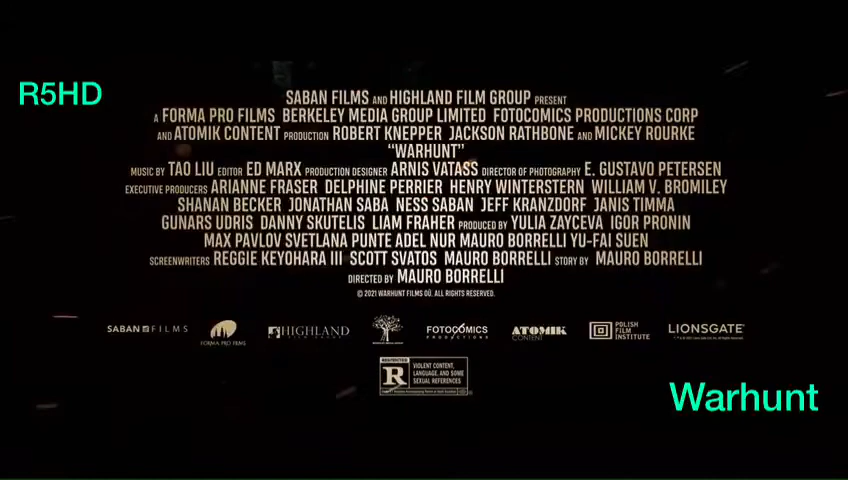 R5HD
SABAN FILMS AND HIGHLAND FILM GROUP PRESENT
A FORMA PRO FILMS BERKELEY MEDIA GROUP LIMITED FOTOCOMICS PRODUCTIONS CORP
AND ATOMIK CONTENT PRODUCTION ROBERT KNEPPER JACKSON RATHBONE AND MICKEY ROURKE
"WARHUNT"
MUSIC BY TAO LIU EDITOR ED MARX PRODUCTION DESIGNER ARNIS VATASS DIRECTOR OF PHOTOGRAPHY E. GUSTAVO PETERSEN
EXECUTIVE PRODUCERS ARIANNE FRASER DELPHINE PERRIER HENRY WINTERSTERN WILLIAM V. BROMILEY
SHANAN BECKER JONATHAN SABA NESS SABAN JEFF KRANZDORF JANIS TIMMA
GUNARS UDRIS DANNY SKUTELIS LIAM FRAHER PRODUCED BY YULIA ZAYCEVA IGOR PRONIN
MAX PAVLOV SVETLANA PUNTE ADEL NUR MAURO BORRELLI YU-FAI SUEN
SCREENWRITERS REGGIE KEYOHARA III SCOTT SVATOS MAURO BORRELLI STORY BY MAURO BORRELLI
DIRECTED BY MAURO BORRELLI
© 2021 WARHUNT FILMS OÜ. ALL RIGHTS RESERVED.
SABAN FILMS
FORMA PRO FILMS
HIGHLAND
FILM GROUP
FOTOCOMICS
PRODUCTIONS
ATOMIK
CONTENT
POLISH
FILM
INSTITUTE
LIONSGATE
RESTRICTED
R
VIOLENT CONTENT,
LANGUAGE, AND SOME
SEXUAL REFERENCES
Warhunt